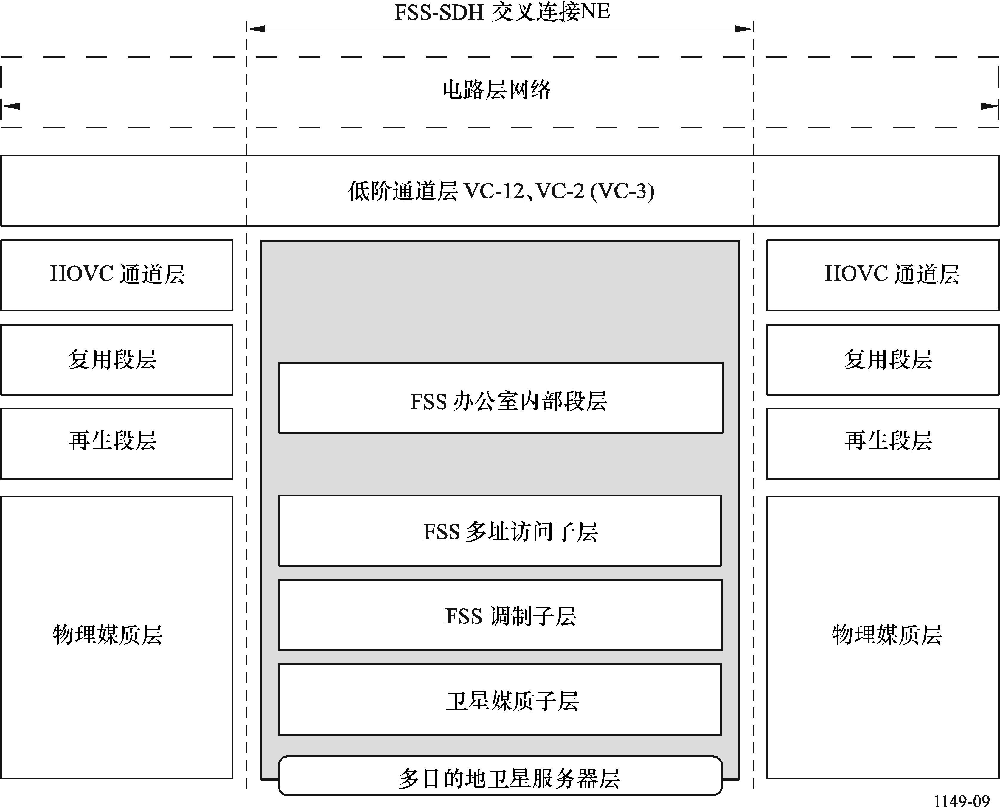 FSS-SDH 交叉连接NE
电路层网络
低阶通道层 VC-12、VC-2 (VC-3)
HOVC 通道层
HOVC 通道层
复用段层
复用段层
FSS 办公室内部段层
再生段层
再生段层
FSS 多址访问子层
FSS 调制子层
物理媒质层
物理媒质层
卫星媒质子层
多目的地卫星服务器层
1149-09